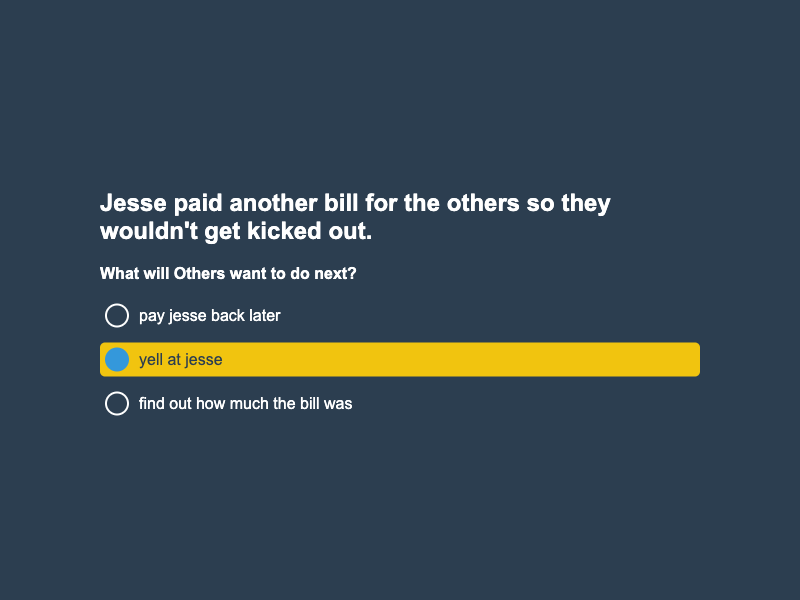 Jesse paid another bill for the others so they
wouldn't get kicked out.
What will Others want to do next?
pay jesse back later
yell at jesse
find out how much the bill was